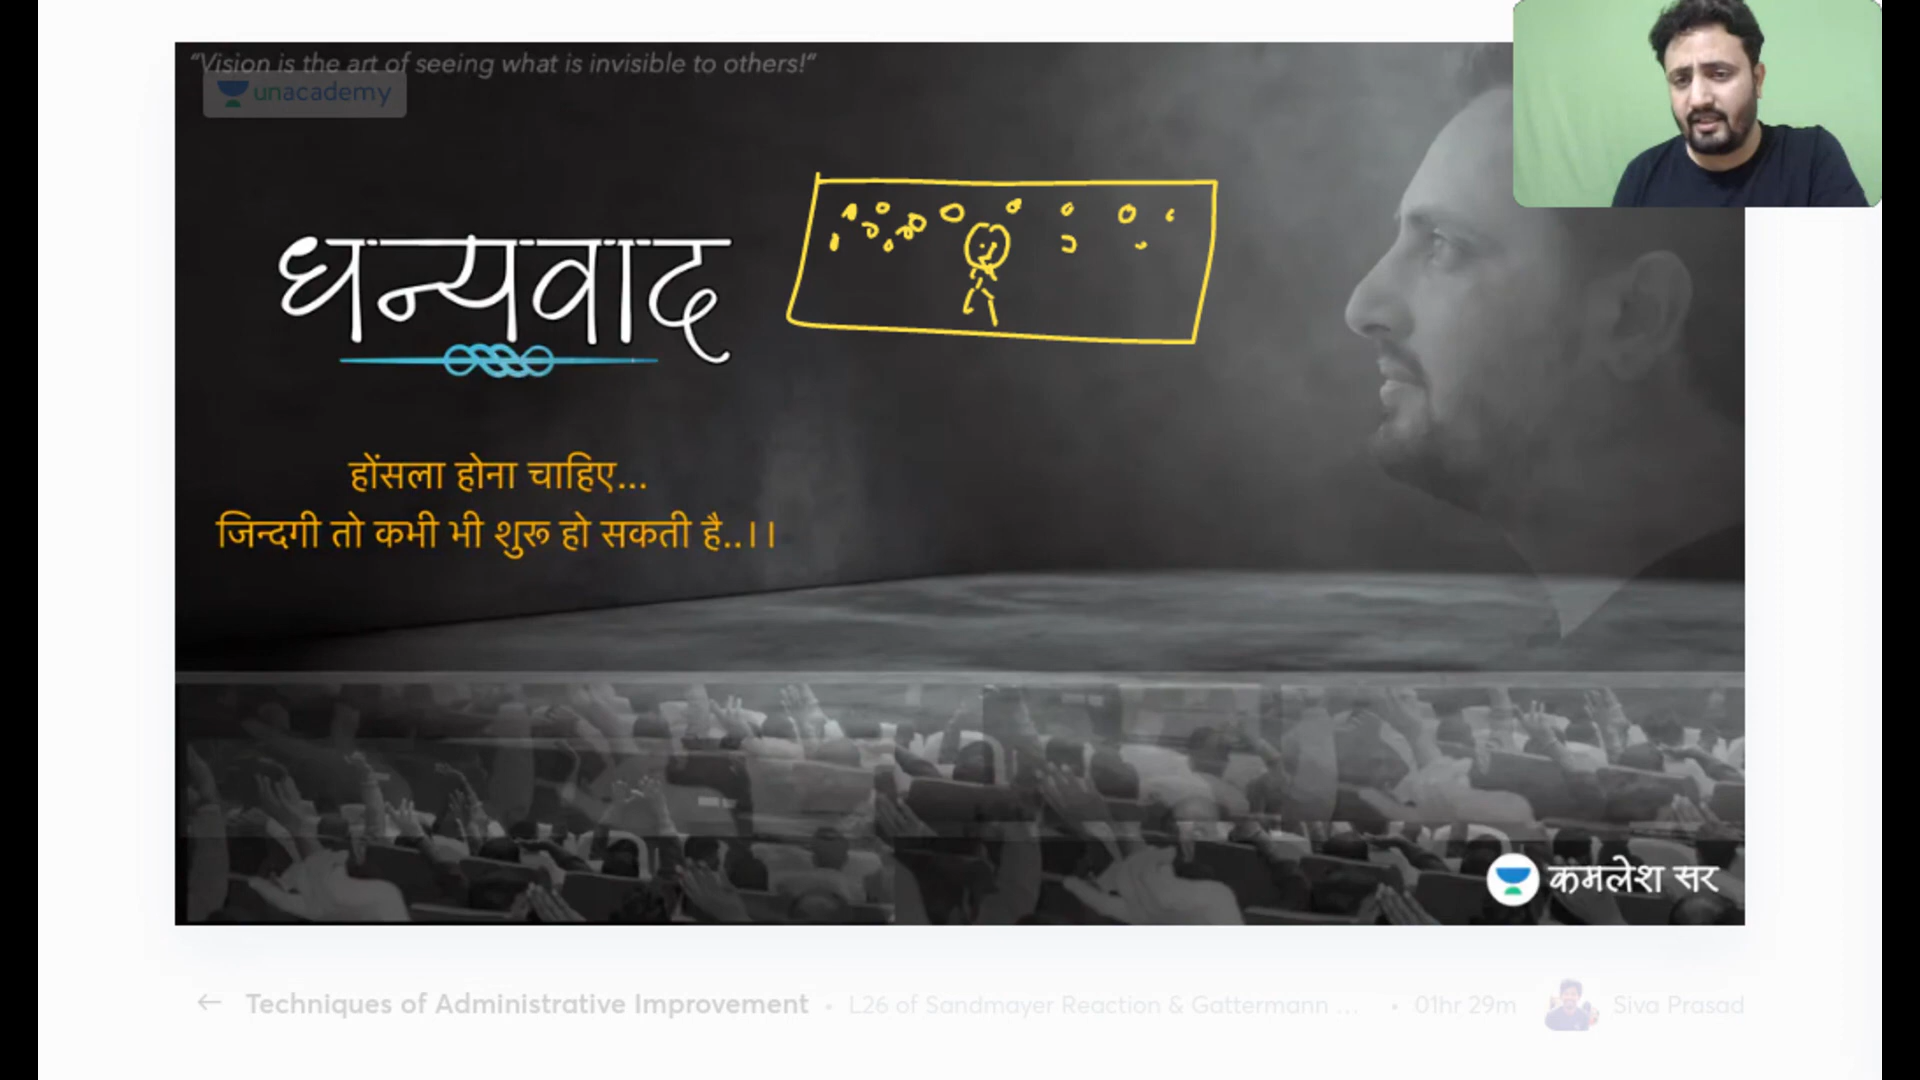 “Vision is the art of seeing what is invisible to others!“
unacademy
धन्यवाद
होंसला होना चाहिए...
जिन्दगी तो कभी भी शुरू हो सकती है..।।
कमलेश सर
← Techniques of Administrative Improvement • L26 of Sandmayer Reaction & Gattermann ... • 01hr 29m Siva Prasad